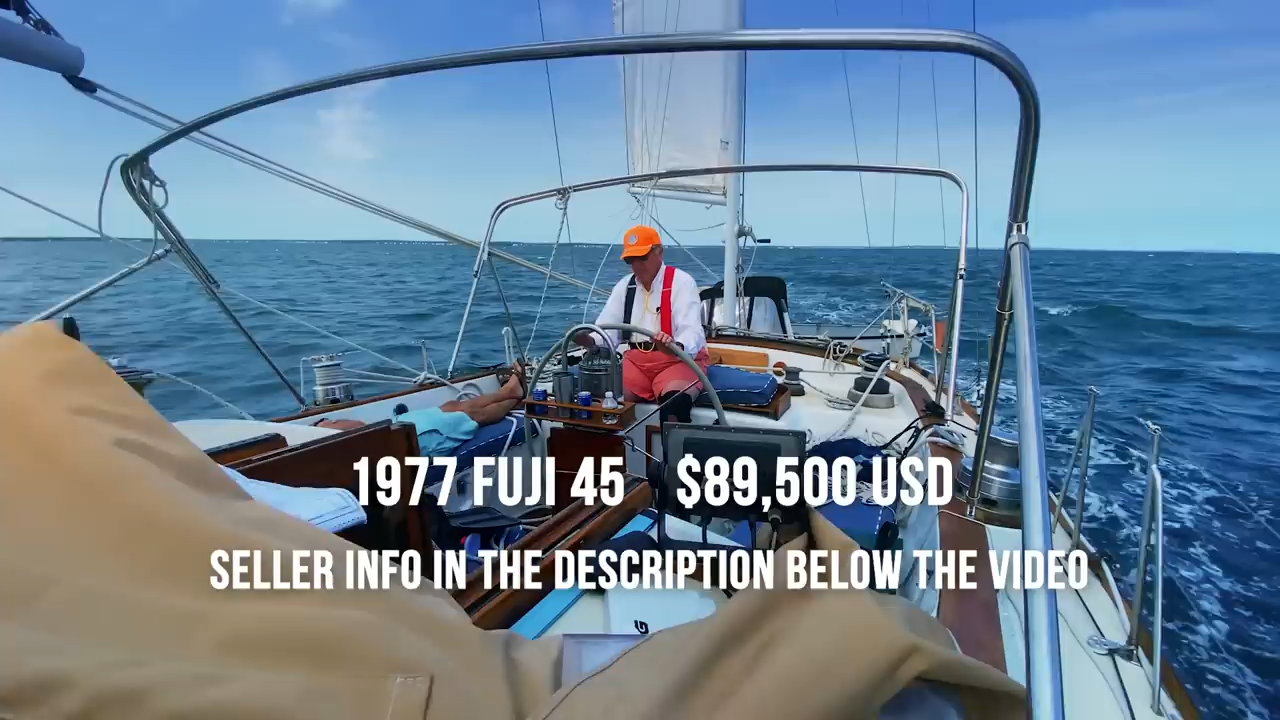 1977 FUJI 45 $89,500 USD
SELLER INFO IN THE DESCRIPTION BELOW THE VIDEO